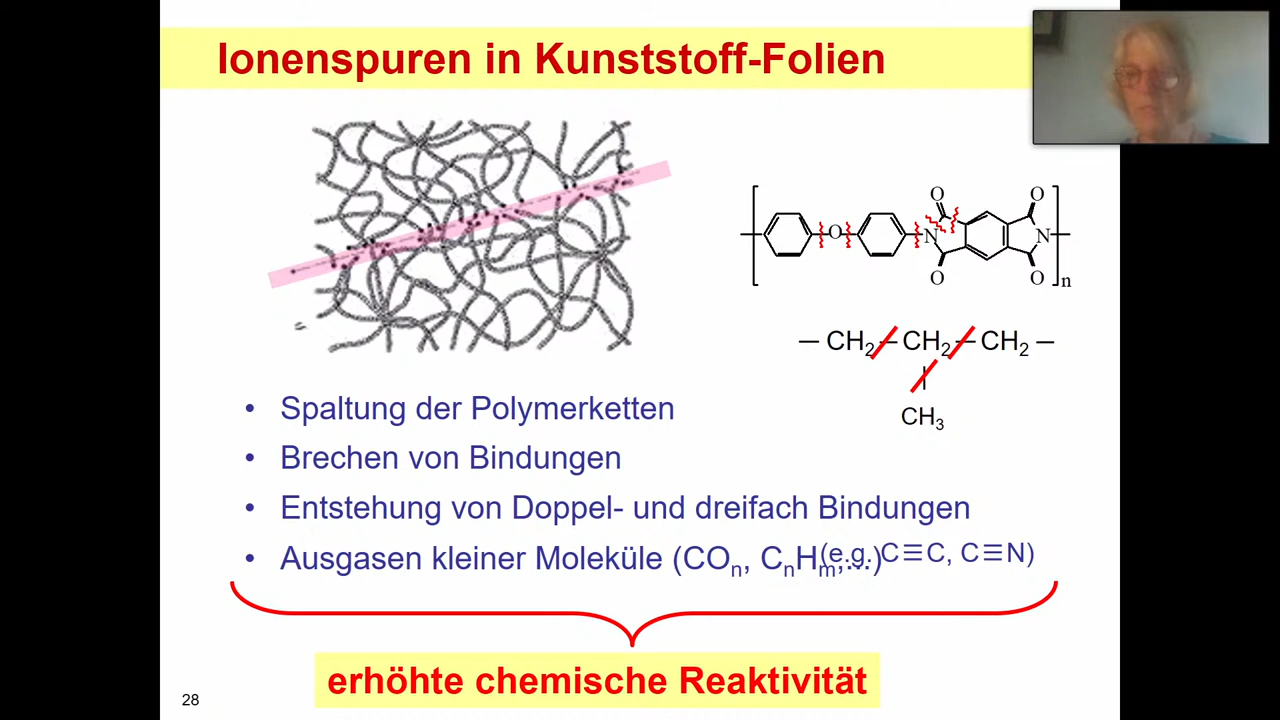 Ionenspuren in Kunststoff-Folien
O O
O N N
O O n
— CH₂ — CH₂ — CH₂ —
CH₃
• Spaltung der Polymerketten
• Brechen von Bindungen
• Entstehung von Doppel- und dreifach Bindungen
• Ausgasen kleiner Moleküle (COₙ, CₙHₘ,...)
(e.g. C≡C, C≡N)
erhöhte chemische Reaktivität
28